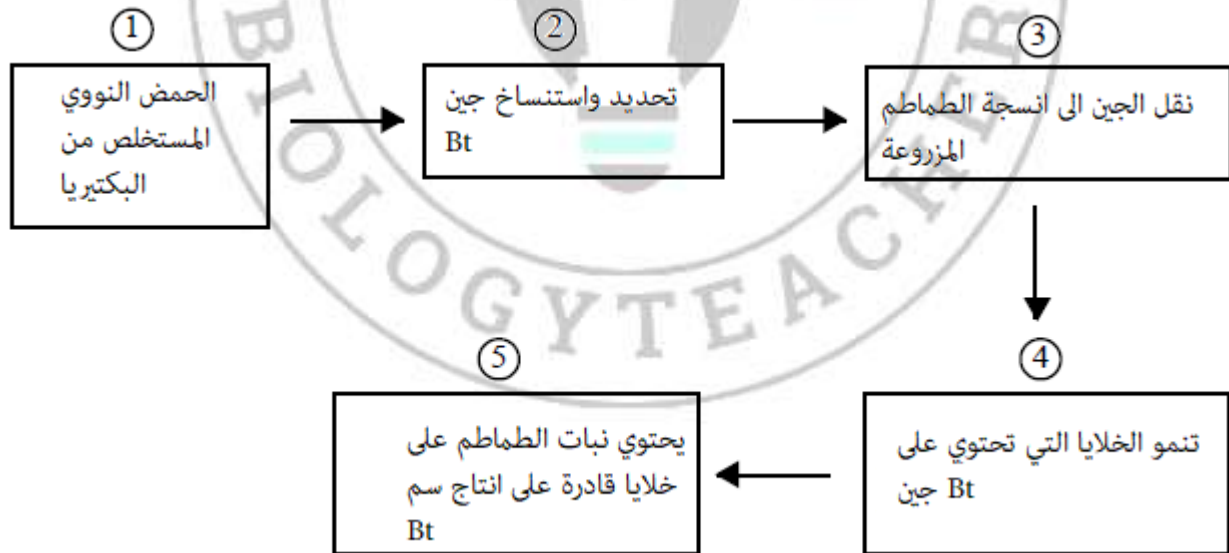 ①
الحمض النووي
المستخلص من
البكتيريا
②
تحديد واستنساخ جين
Bt
③
نقل الجين الى انسجة الطماطم
المزروعة
④
تنمو الخلايا التي تحتوي على
جين Bt
⑤
يحتوي نبات الطماطم على
خلايا قادرة على انتاج سم
Bt
BIOLOGYTEACHER